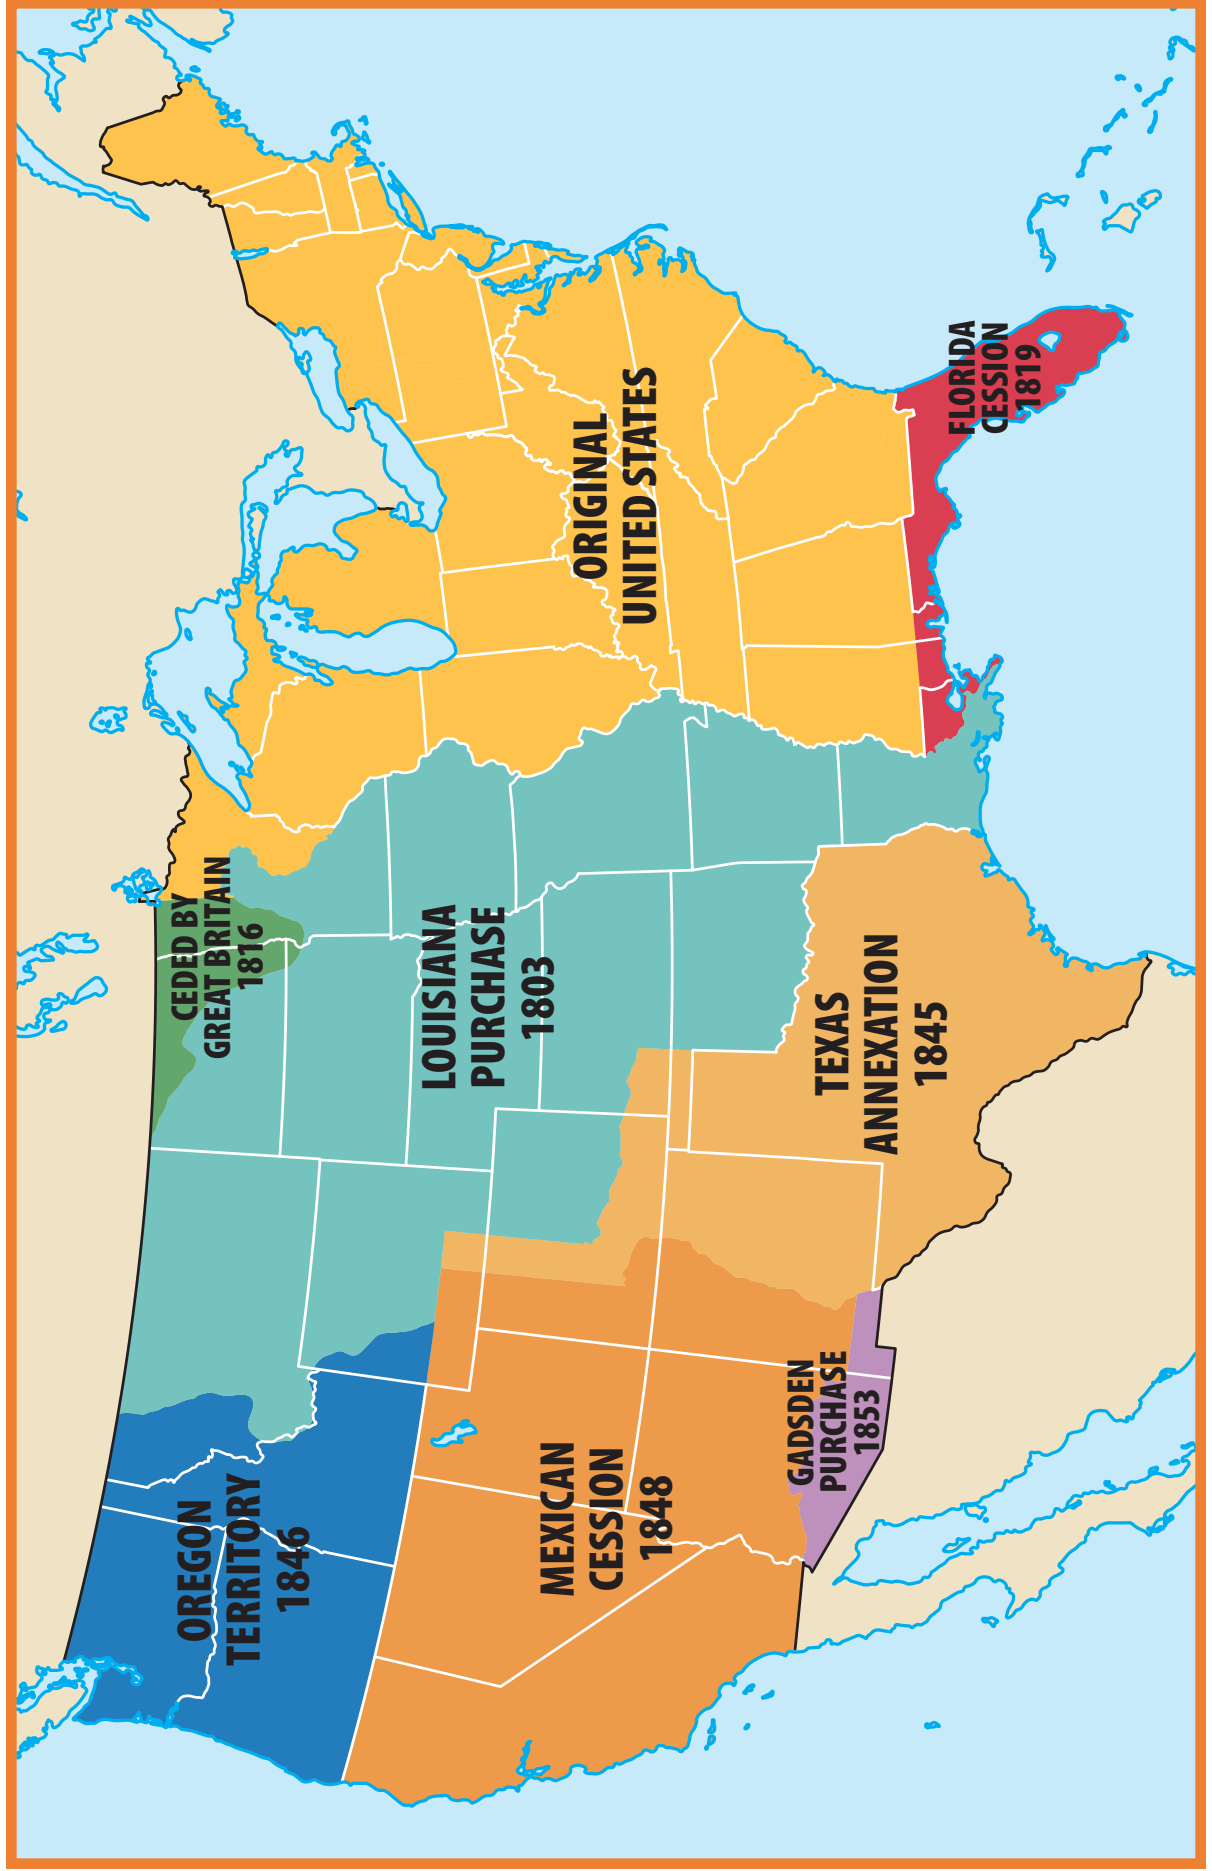 OREGON
TERRITORY
1846
CEDED BY
GREAT BRITAIN
1816
LOUISIANA
PURCHASE
1803
ORIGINAL
UNITED STATES
MEXICAN
CESSION
1848
GADSDEN
PURCHASE
1853
TEXAS
ANNEXATION
1845
FLORIDA
CESSION
1819